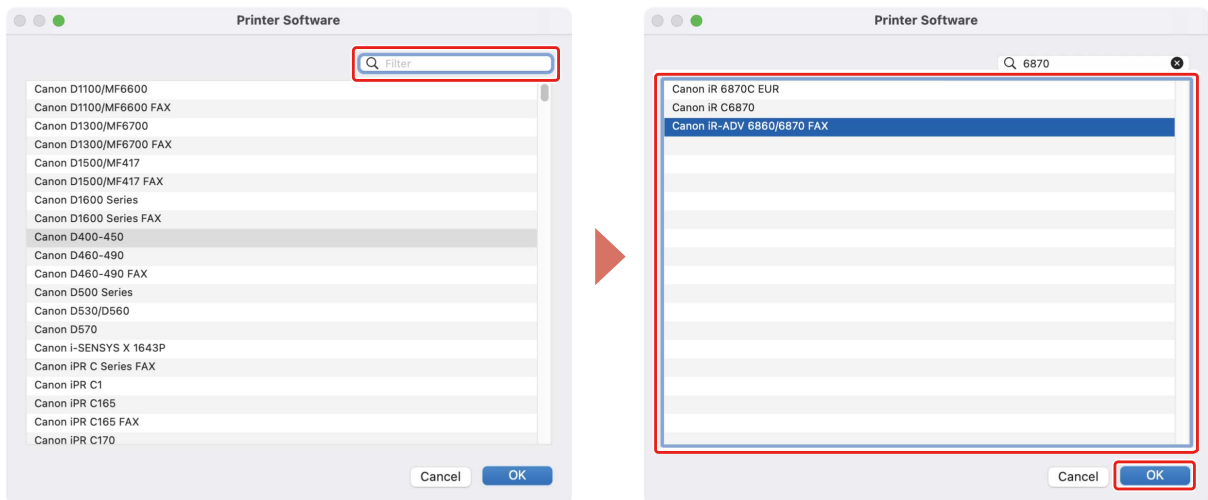 Printer Software
Filter
Canon D1100/MF6600
Canon D1100/MF6600 FAX
Canon D1300/MF6700
Canon D1300/MF6700 FAX
Canon D1500/MF417
Canon D1500/MF417 FAX
Canon D1600 Series
Canon D1600 Series FAX
Canon D400-450
Canon D460-490
Canon D460-490 FAX
Canon D500 Series
Canon D530/D560
Canon D570
Canon i-SENSYS X 1643P
Canon iPR C Series FAX
Canon iPR C1
Canon iPR C165
Canon iPR C165 FAX
Canon iPR C170
Cancel OK
Printer Software
6870
Canon iR 6870C EUR
Canon iR C6870
Canon iR-ADV 6860/6870 FAX
Cancel OK